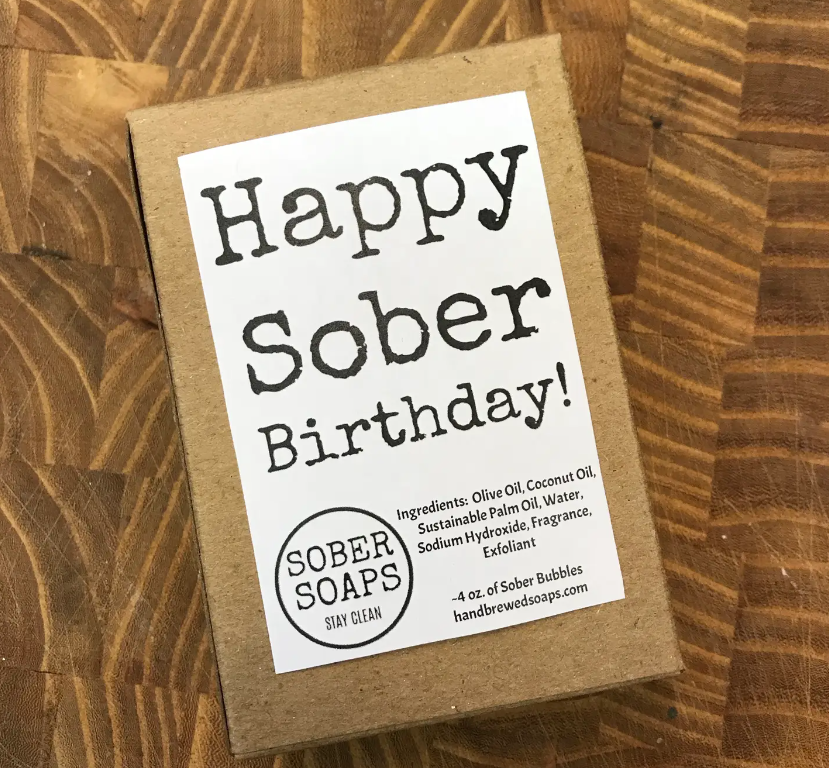 Happy
Sober
Birthday!
Ingredients: Olive Oil, Coconut Oil,
Sustainable Palm Oil, Water,
Sodium Hydroxide, Fragrance,
Exfoliant
SOBER
SOAPS
STAY CLEAN
~4 oz. of Sober Bubbles
handbrewedsoaps.com